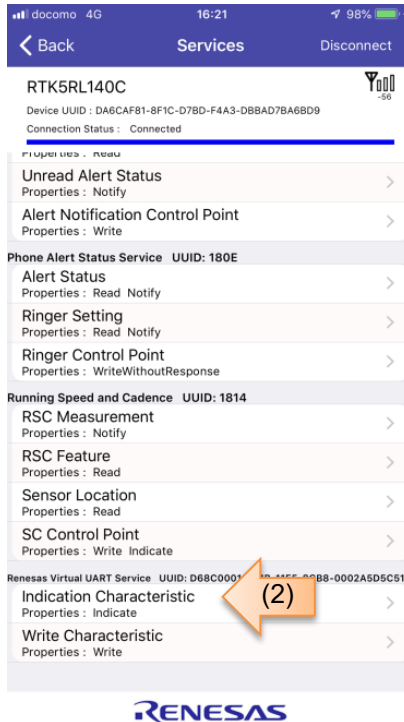 docomo 4G 16:21 98%
Back Services Disconnect
RTK5RL140C
-56
Device UUID : DA6CAF81-8F1C-D7BD-F4A3-DBBAD7BA6BD9
Connection Status : Connected
Properties : Read
Unread Alert Status
Properties : Notify
Alert Notification Control Point
Properties : Write
Phone Alert Status Service UUID: 180E
Alert Status
Properties : Read Notify
Ringer Setting
Properties : Read Notify
Ringer Control Point
Properties : WriteWithoutResponse
Running Speed and Cadence UUID: 1814
RSC Measurement
Properties : Notify
RSC Feature
Properties : Read
Sensor Location
Properties : Read
SC Control Point
Properties : Write Indicate
Renesas Virtual UART Service UUID:
Indication Characteristic
(2)
Properties : Indicate
Write Characteristic
Properties : Write
RENESAS